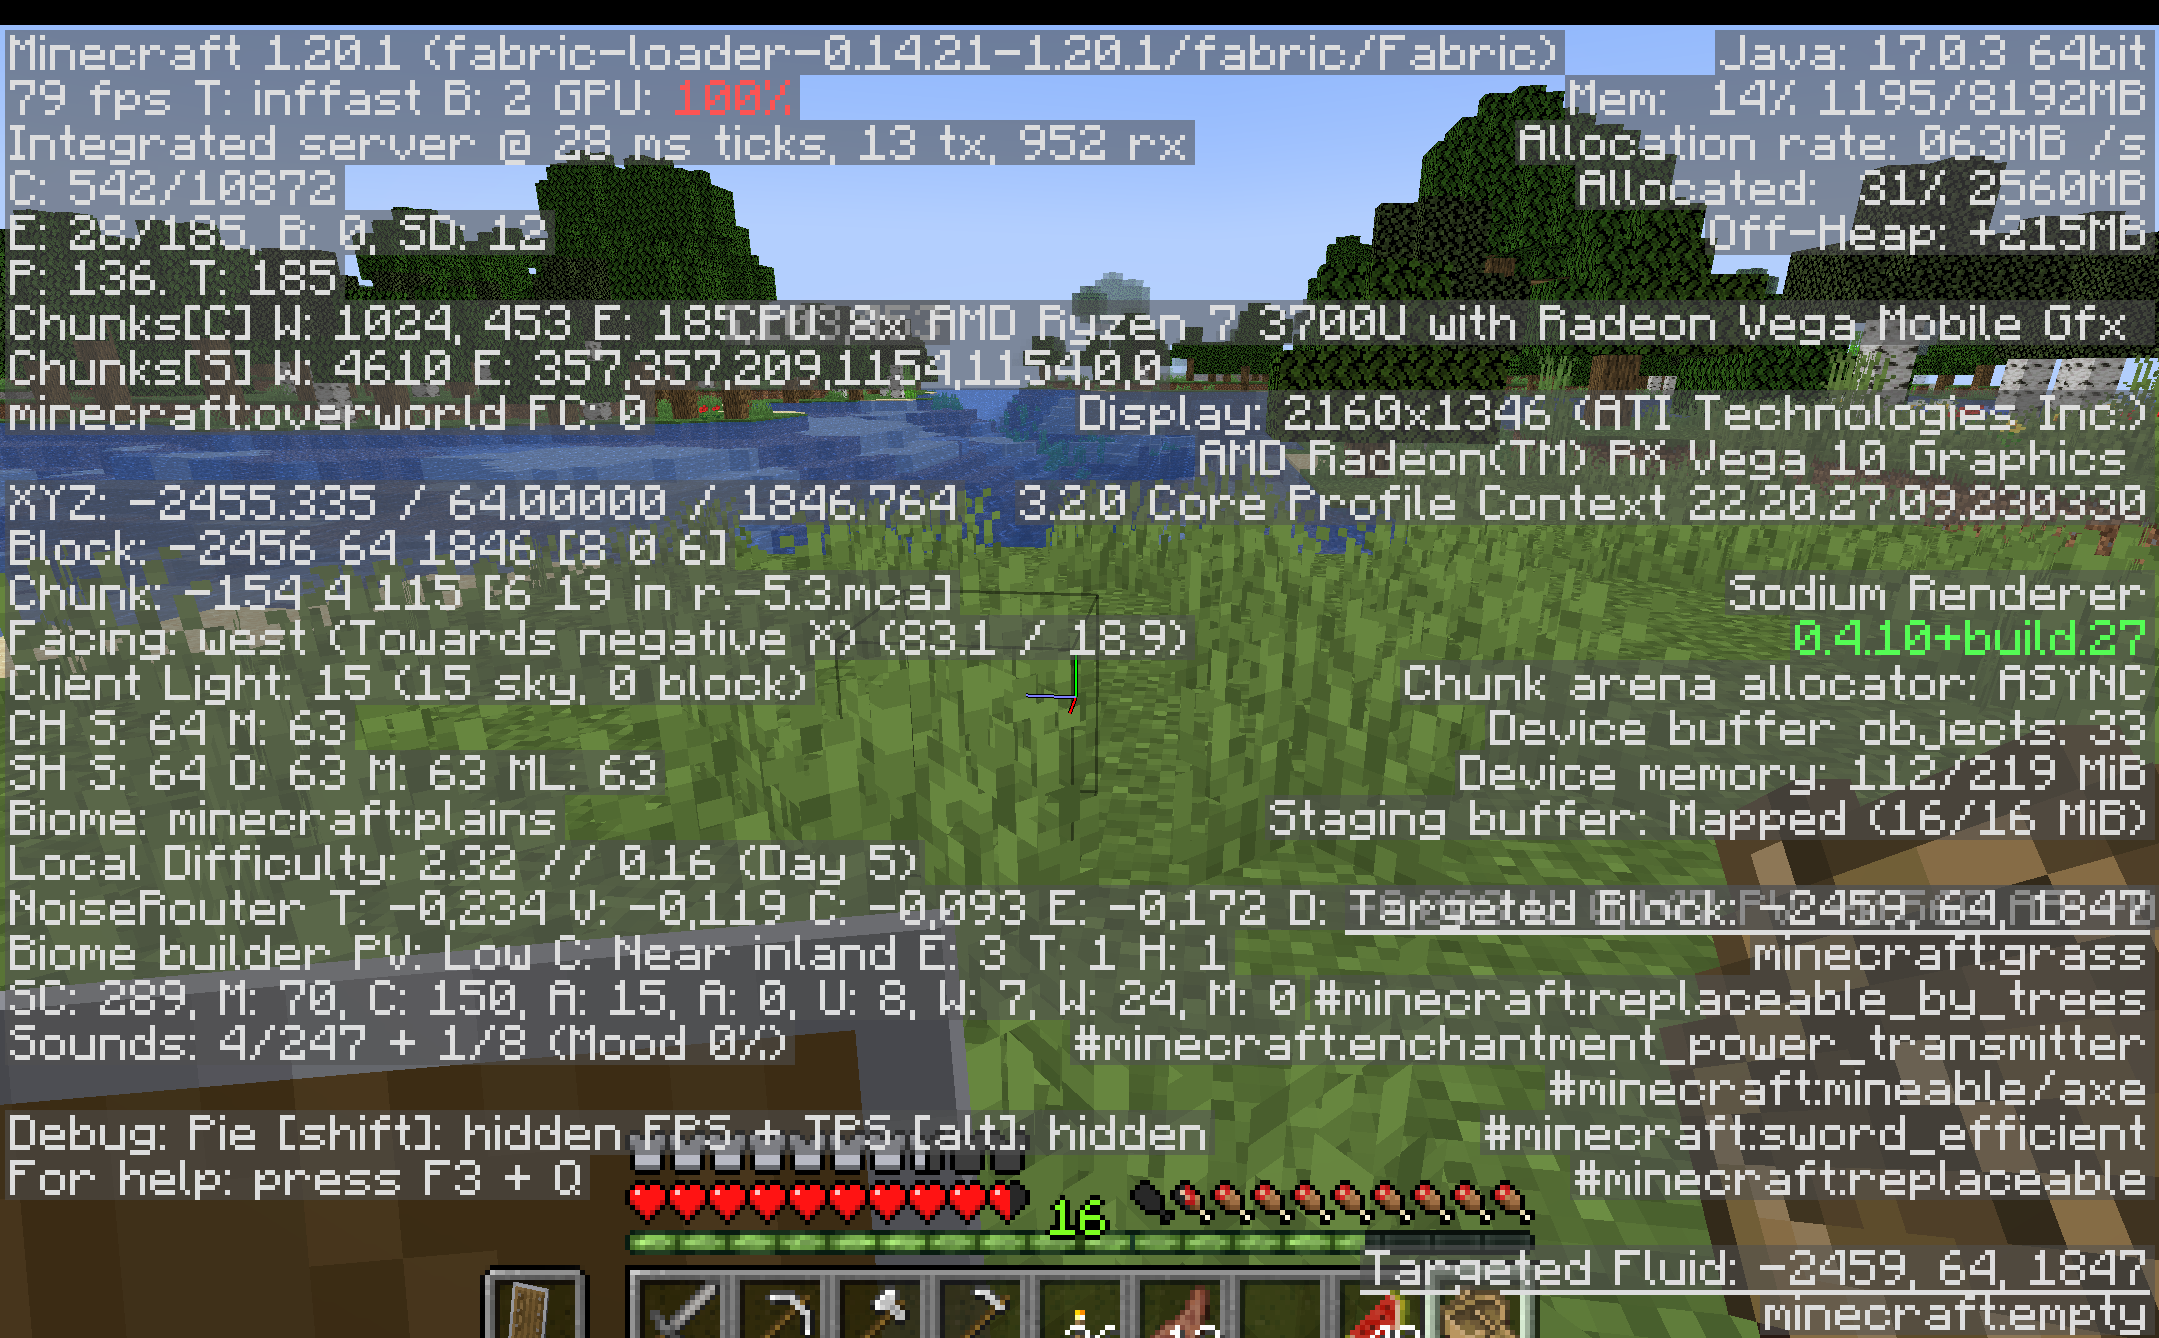 Minecraft 1.20.1 (fabric-loader-0.14.21-1.20.1/fabric/Fabric)
79 fps T: inffast B: 2 GPU: 100%
Integrated server @ 28 ms ticks, 13 tx, 952 rx
C: 542/10872
E: 28/185, B: 0, SD: 12
P: 136. T: 185
Chunks[C] W: 1024, 453 E: 185
Chunks[S] W: 4610 E: 357,357,209,1154,1154,0,0
minecraft:overworld FC: 0
XYZ: -2455.335 / 64.00000 / 1846.764
Block: -2456 64 1846 [8 0 6]
Chunk: -154 4 115 [6 19 in r.-5.3.mca]
Facing: west (Towards negative X) (83.1 / 18.9)
Client Light: 15 (15 sky, 0 block)
CH S: 64 M: 63
SH S: 64 O: 63 M: 63 ML: 63
Biome: minecraft:plains
Local Difficulty: 2.32 // 0.16 (Day 5)
NoiseRouter T: -0,234 V: -0,119 C: -0,093 E: -0,172 D:
Biome builder PV: Low C: Near inland E: 3 T: 1 H: 1
SC: 289, M: 70, C: 150, A: 15, A: 0, U: 8, W: 7, W: 24, M: 0
Sounds: 4/247 + 1/8 (Mood 0%)
Debug: Pie [shift]: hidden FPS + TPS [alt]: hidden
For help: press F3 + Q
Java: 17.0.3 64bit
Mem: 14% 1195/8192MB
Allocation rate: 063MB /s
Allocated: 31% 2560MB
Off-Heap: +215MB
CPU: 8x AMD Ryzen 7 3700U with Radeon Vega Mobile Gfx
Display: 2160x1346 (ATI Technologies Inc.)
AMD Radeon(TM) RX Vega 10 Graphics
3.2.0 Core Profile Context 22.20.27.09.230330
Sodium Renderer
0.4.10+build.27
Chunk arena allocator: ASYNC
Device buffer objects: 33
Device memory: 112/219 MiB
Staging buffer: Mapped (16/16 MiB)
Targeted Block: -2459, 64, 1847
minecraft:grass
#minecraft:replaceable_by_trees
#minecraft:enchantment_power_transmitter
#minecraft:mineable/axe
#minecraft:sword_efficient
#minecraft:replaceable
Targeted Fluid: -2459, 64, 1847
minecraft:empty
16